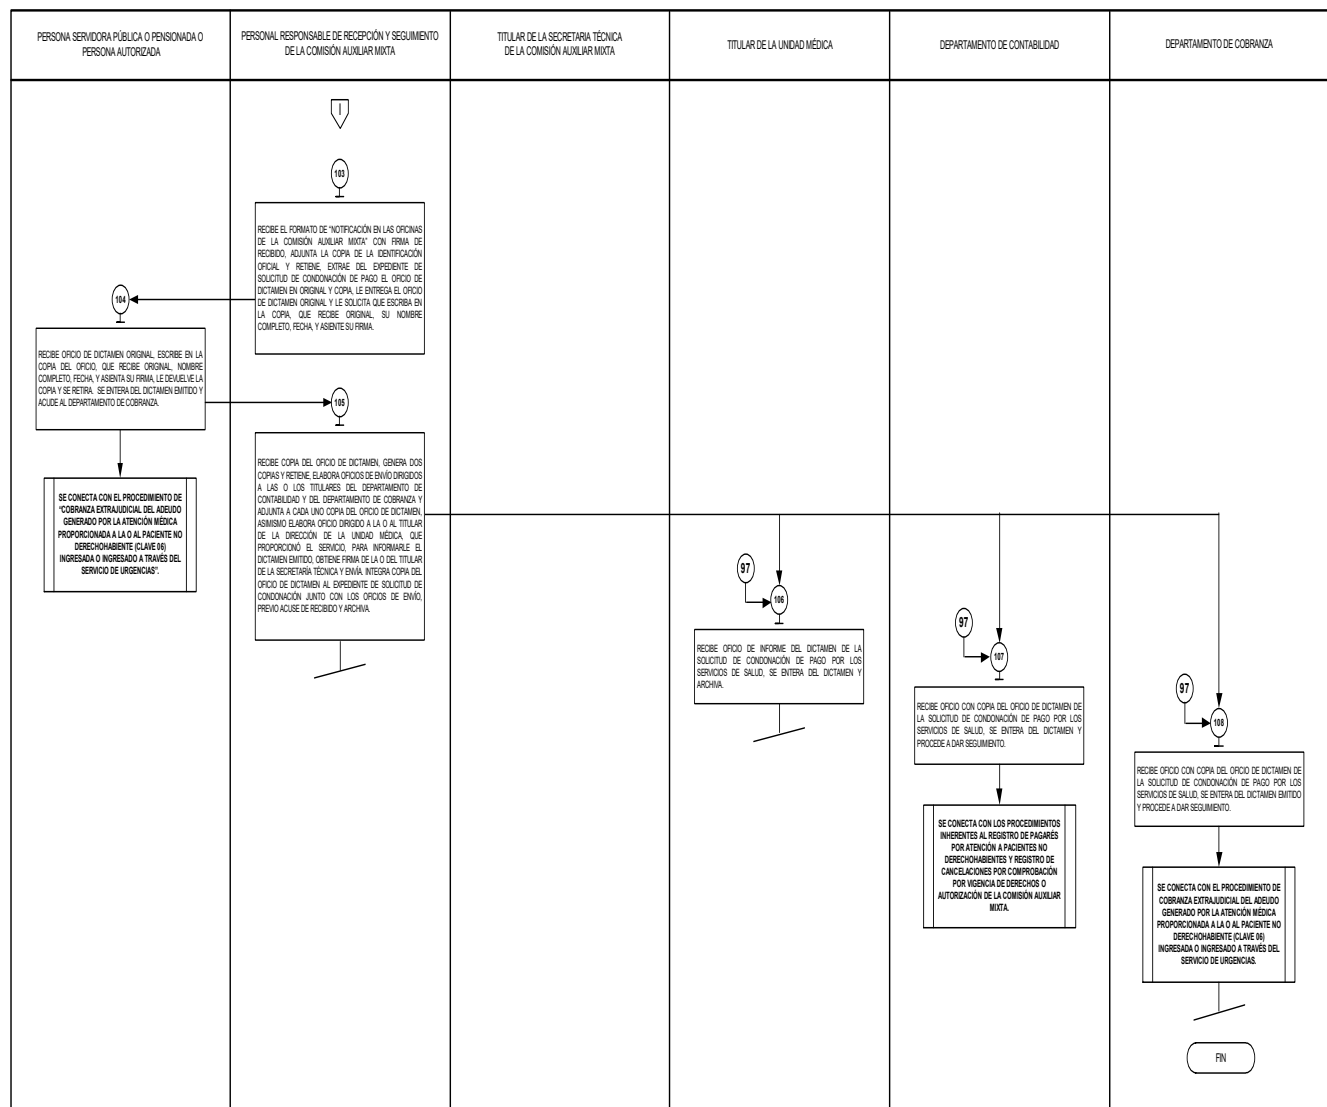 PERSONA SERVIDORA PÚBLICA O PENSIONADA O
PERSONA AUTORIZADA
PERSONAL RESPONSABLE DE RECEPCIÓN Y SEGUIMIENTO
DE LA COMISIÓN AUXILIAR MIXTA
TITULAR DE LA SECRETARIA TÉCNICA
DE LA COMISIÓN AUXILIAR MIXTA
TITULAR DE LA UNIDAD MÉDICA
DEPARTAMENTO DE CONTABILIDAD
DEPARTAMENTO DE COBRANZA
I
103
RECIBE EL FORMATO DE "NOTIFICACIÓN EN LAS OFICINAS
DE LA COMISIÓN AUXILIAR MIXTA" CON FIRMA DE
RECIBIDO, ADJUNTA LA COPIA DE LA IDENTIFICACIÓN
OFICIAL Y RETIENE, EXTRAE DEL EXPEDIENTE DE
SOLICITUD DE CONDONACIÓN DE PAGO EL OFICIO DE
DICTAMEN EN ORIGINAL Y COPIA, LE ENTREGA EL OFICIO
DE DICTAMEN ORIGINAL Y LE SOLICITA QUE ESCRIBA EN
LA COPIA, QUE RECIBE ORIGINAL, SU NOMBRE
COMPLETO, FECHA, Y ASIENTE SU FIRMA.
104
RECIBE OFICIO DE DICTAMEN ORIGINAL, ESCRIBE EN LA
COPIA DEL OFICIO, QUE RECIBE ORIGINAL, NOMBRE
COMPLETO, FECHA, Y ASIENTA SU FIRMA, LE DEVUELVE LA
COPIA Y SE RETIRA. SE ENTERA DEL DICTAMEN EMITIDO Y
ACUDE AL DEPARTAMENTO DE COBRANZA.
SE CONECTA CON EL PROCEDIMIENTO DE
"COBRANZA EXTRAJUDICIAL DEL ADEUDO
GENERADO POR LA ATENCIÓN MÉDICA
PROPORCIONADA A LA O AL PACIENTE NO
DERECHOHABIENTE (CLAVE 06)
INGRESADA O INGRESADO A TRAVÉS DEL
SERVICIO DE URGENCIAS".
105
RECIBE COPIA DEL OFICIO DE DICTAMEN, GENERA DOS
COPIAS Y RETIENE, ELABORA OFICIOS DE ENVÍO DIRIGIDOS
A LAS O LOS TITULARES DEL DEPARTAMENTO DE
CONTABILIDAD Y DEL DEPARTAMENTO DE COBRANZA Y
ADJUNTA A CADA UNO COPIA DEL OFICIO DE DICTAMEN,
ASIMISMO ELABORA OFICIO DIRIGIDO A LA O AL TITULAR
DE LA DIRECCIÓN DE LA UNIDAD MÉDICA, QUE
PROPORCIONÓ EL SERVICIO, PARA INFORMARLE EL
DICTAMEN EMITIDO, OBTIENE FIRMA DE LA O DEL TITULAR
DE LA SECRETARÍA TÉCNICA Y ENVÍA. INTEGRA COPIA DEL
OFICIO DE DICTAMEN AL EXPEDIENTE DE SOLICITUD DE
CONDONACIÓN JUNTO CON LOS OFICIOS DE ENVÍO,
PREVIO ACUSE DE RECIBIDO Y ARCHIVA.
97
106
RECIBE OFICIO DE INFORME DEL DICTAMEN DE LA
SOLICITUD DE CONDONACIÓN DE PAGO POR LOS
SERVICIOS DE SALUD, SE ENTERA DEL DICTAMEN Y
ARCHIVA.
97
107
RECIBE OFICIO CON COPIA DEL OFICIO DE DICTAMEN DE
LA SOLICITUD DE CONDONACIÓN DE PAGO POR LOS
SERVICIOS DE SALUD, SE ENTERA DEL DICTAMEN Y
PROCEDE A DAR SEGUIMIENTO.
SE CONECTA CON LOS PROCEDIMIENTOS
INHERENTES AL REGISTRO DE PAGARÉS
POR ATENCIÓN A PACIENTES NO
DERECHOHABIENTES Y REGISTRO DE
CANCELACIONES POR COMPROBACIÓN
POR VIGENCIA DE DERECHOS O
AUTORIZACIÓN DE LA COMISIÓN AUXILIAR
MIXTA.
97
108
RECIBE OFICIO CON COPIA DEL OFICIO DE DICTAMEN DE
LA SOLICITUD DE CONDONACIÓN DE PAGO POR LOS
SERVICIOS DE SALUD, SE ENTERA DEL DICTAMEN EMITIDO
Y PROCEDE A DAR SEGUIMIENTO.
SE CONECTA CON EL PROCEDIMIENTO DE
COBRANZA EXTRAJUDICIAL DEL ADEUDO
GENERADO POR LA ATENCIÓN MÉDICA
PROPORCIONADA A LA O AL PACIENTE NO
DERECHOHABIENTE (CLAVE 06)
INGRESADA O INGRESADO A TRAVÉS DEL
SERVICIO DE URGENCIAS.
FIN